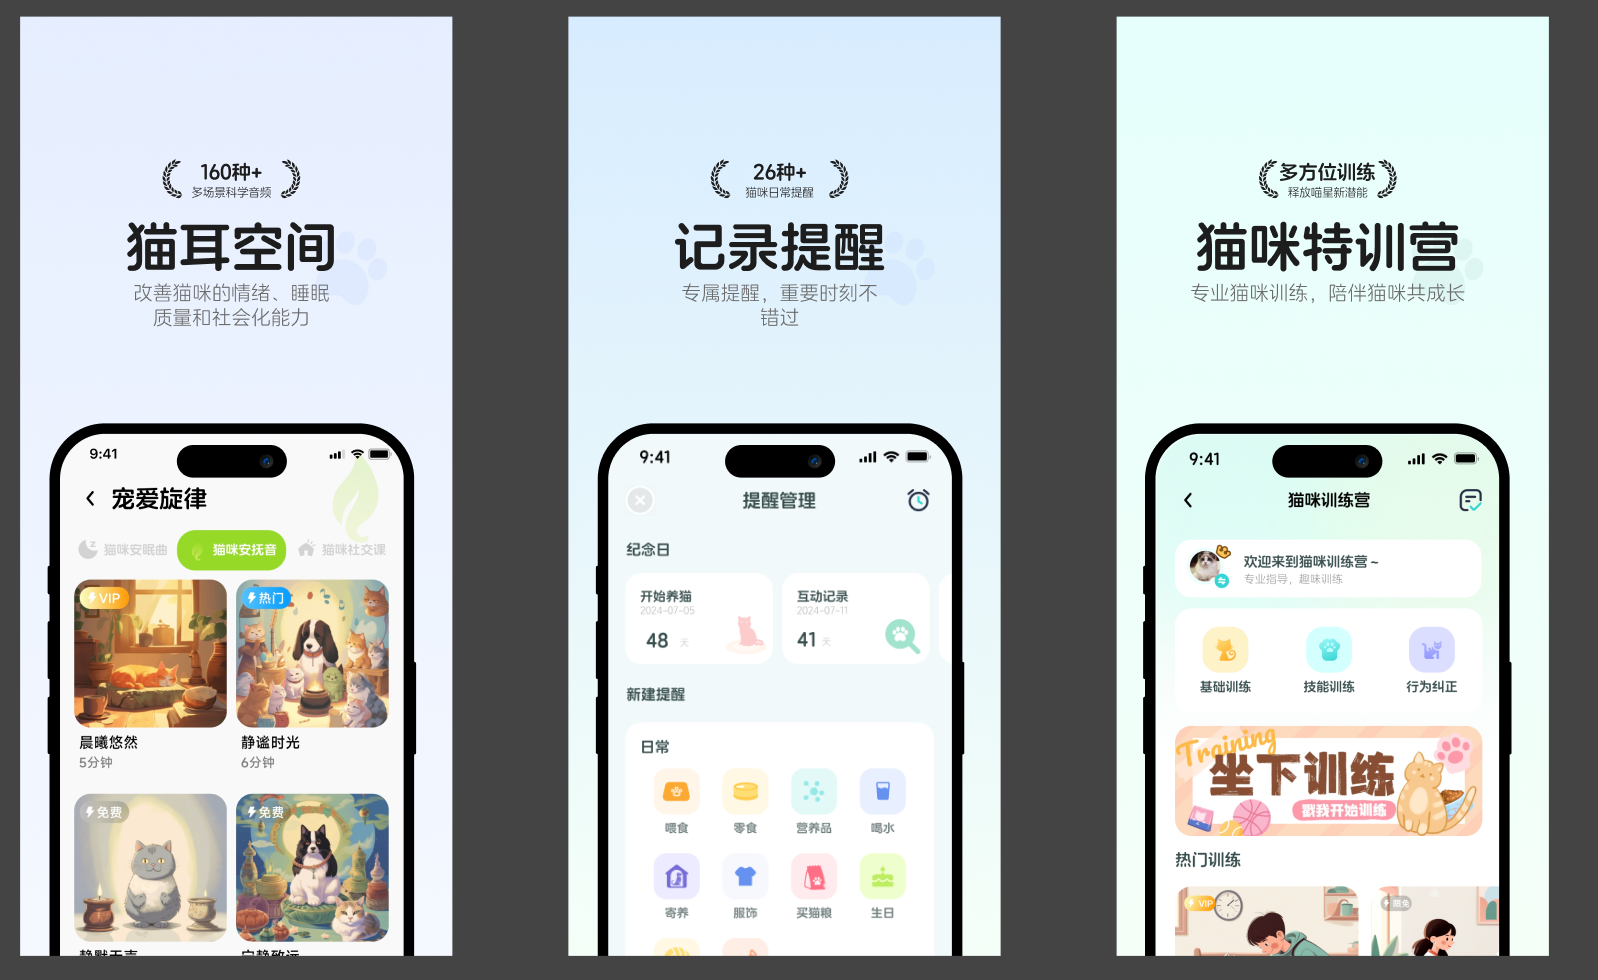 160种+
多场景科学音频
猫耳空间
改善猫咪的情绪、睡眠
质量和社会化能力
9:41
宠爱旋律
猫咪安眠曲
猫咪安抚音
猫咪社交课
VIP
热门
晨曦悠然
5分钟
静谧时光
6分钟
免费
免费
26种+
猫咪日常提醒
记录提醒
专属提醒，重要时刻不
错过
9:41
提醒管理
纪念日
开始养猫
2024-07-05
48 天
互动记录
2024-07-11
41 天
新建提醒
日常
喂食
零食
营养品
喝水
寄养
服饰
买猫粮
生日
多方位训练
释放喵星新潜能
猫咪特训营
专业猫咪训练，陪伴猫咪共成长
9:41
猫咪训练营
欢迎来到猫咪训练营～
专业指导，趣味训练
基础训练
技能训练
行为纠正
Training
坐下训练
戳我开始训练
热门训练
VIP
限免